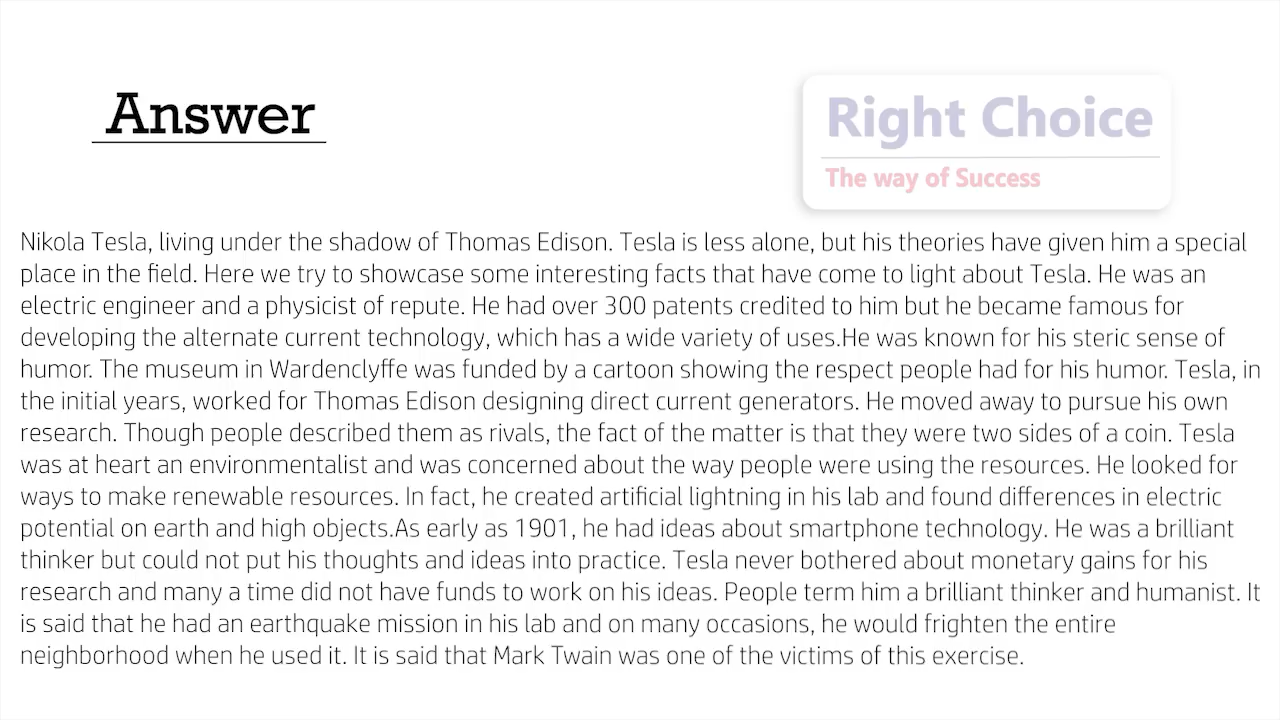 Answer
Right Choice
The way of Success
Nikola Tesla, living under the shadow of Thomas Edison. Tesla is less alone, but his theories have given him a special
place in the field. Here we try to showcase some interesting facts that have come to light about Tesla. He was an
electric engineer and a physicist of repute. He had over 300 patents credited to him but he became famous for
developing the alternate current technology, which has a wide variety of uses.He was known for his steric sense of
humor. The museum in Wardenclyffe was funded by a cartoon showing the respect people had for his humor. Tesla, in
the initial years, worked for Thomas Edison designing direct current generators. He moved away to pursue his own
research. Though people described them as rivals, the fact of the matter is that they were two sides of a coin. Tesla
was at heart an environmentalist and was concerned about the way people were using the resources. He looked for
ways to make renewable resources. In fact, he created artificial lightning in his lab and found differences in electric
potential on earth and high objects.As early as 1901, he had ideas about smartphone technology. He was a brilliant
thinker but could not put his thoughts and ideas into practice. Tesla never bothered about monetary gains for his
research and many a time did not have funds to work on his ideas. People term him a brilliant thinker and humanist. It
is said that he had an earthquake mission in his lab and on many occasions, he would frighten the entire
neighborhood when he used it. It is said that Mark Twain was one of the victims of this exercise.